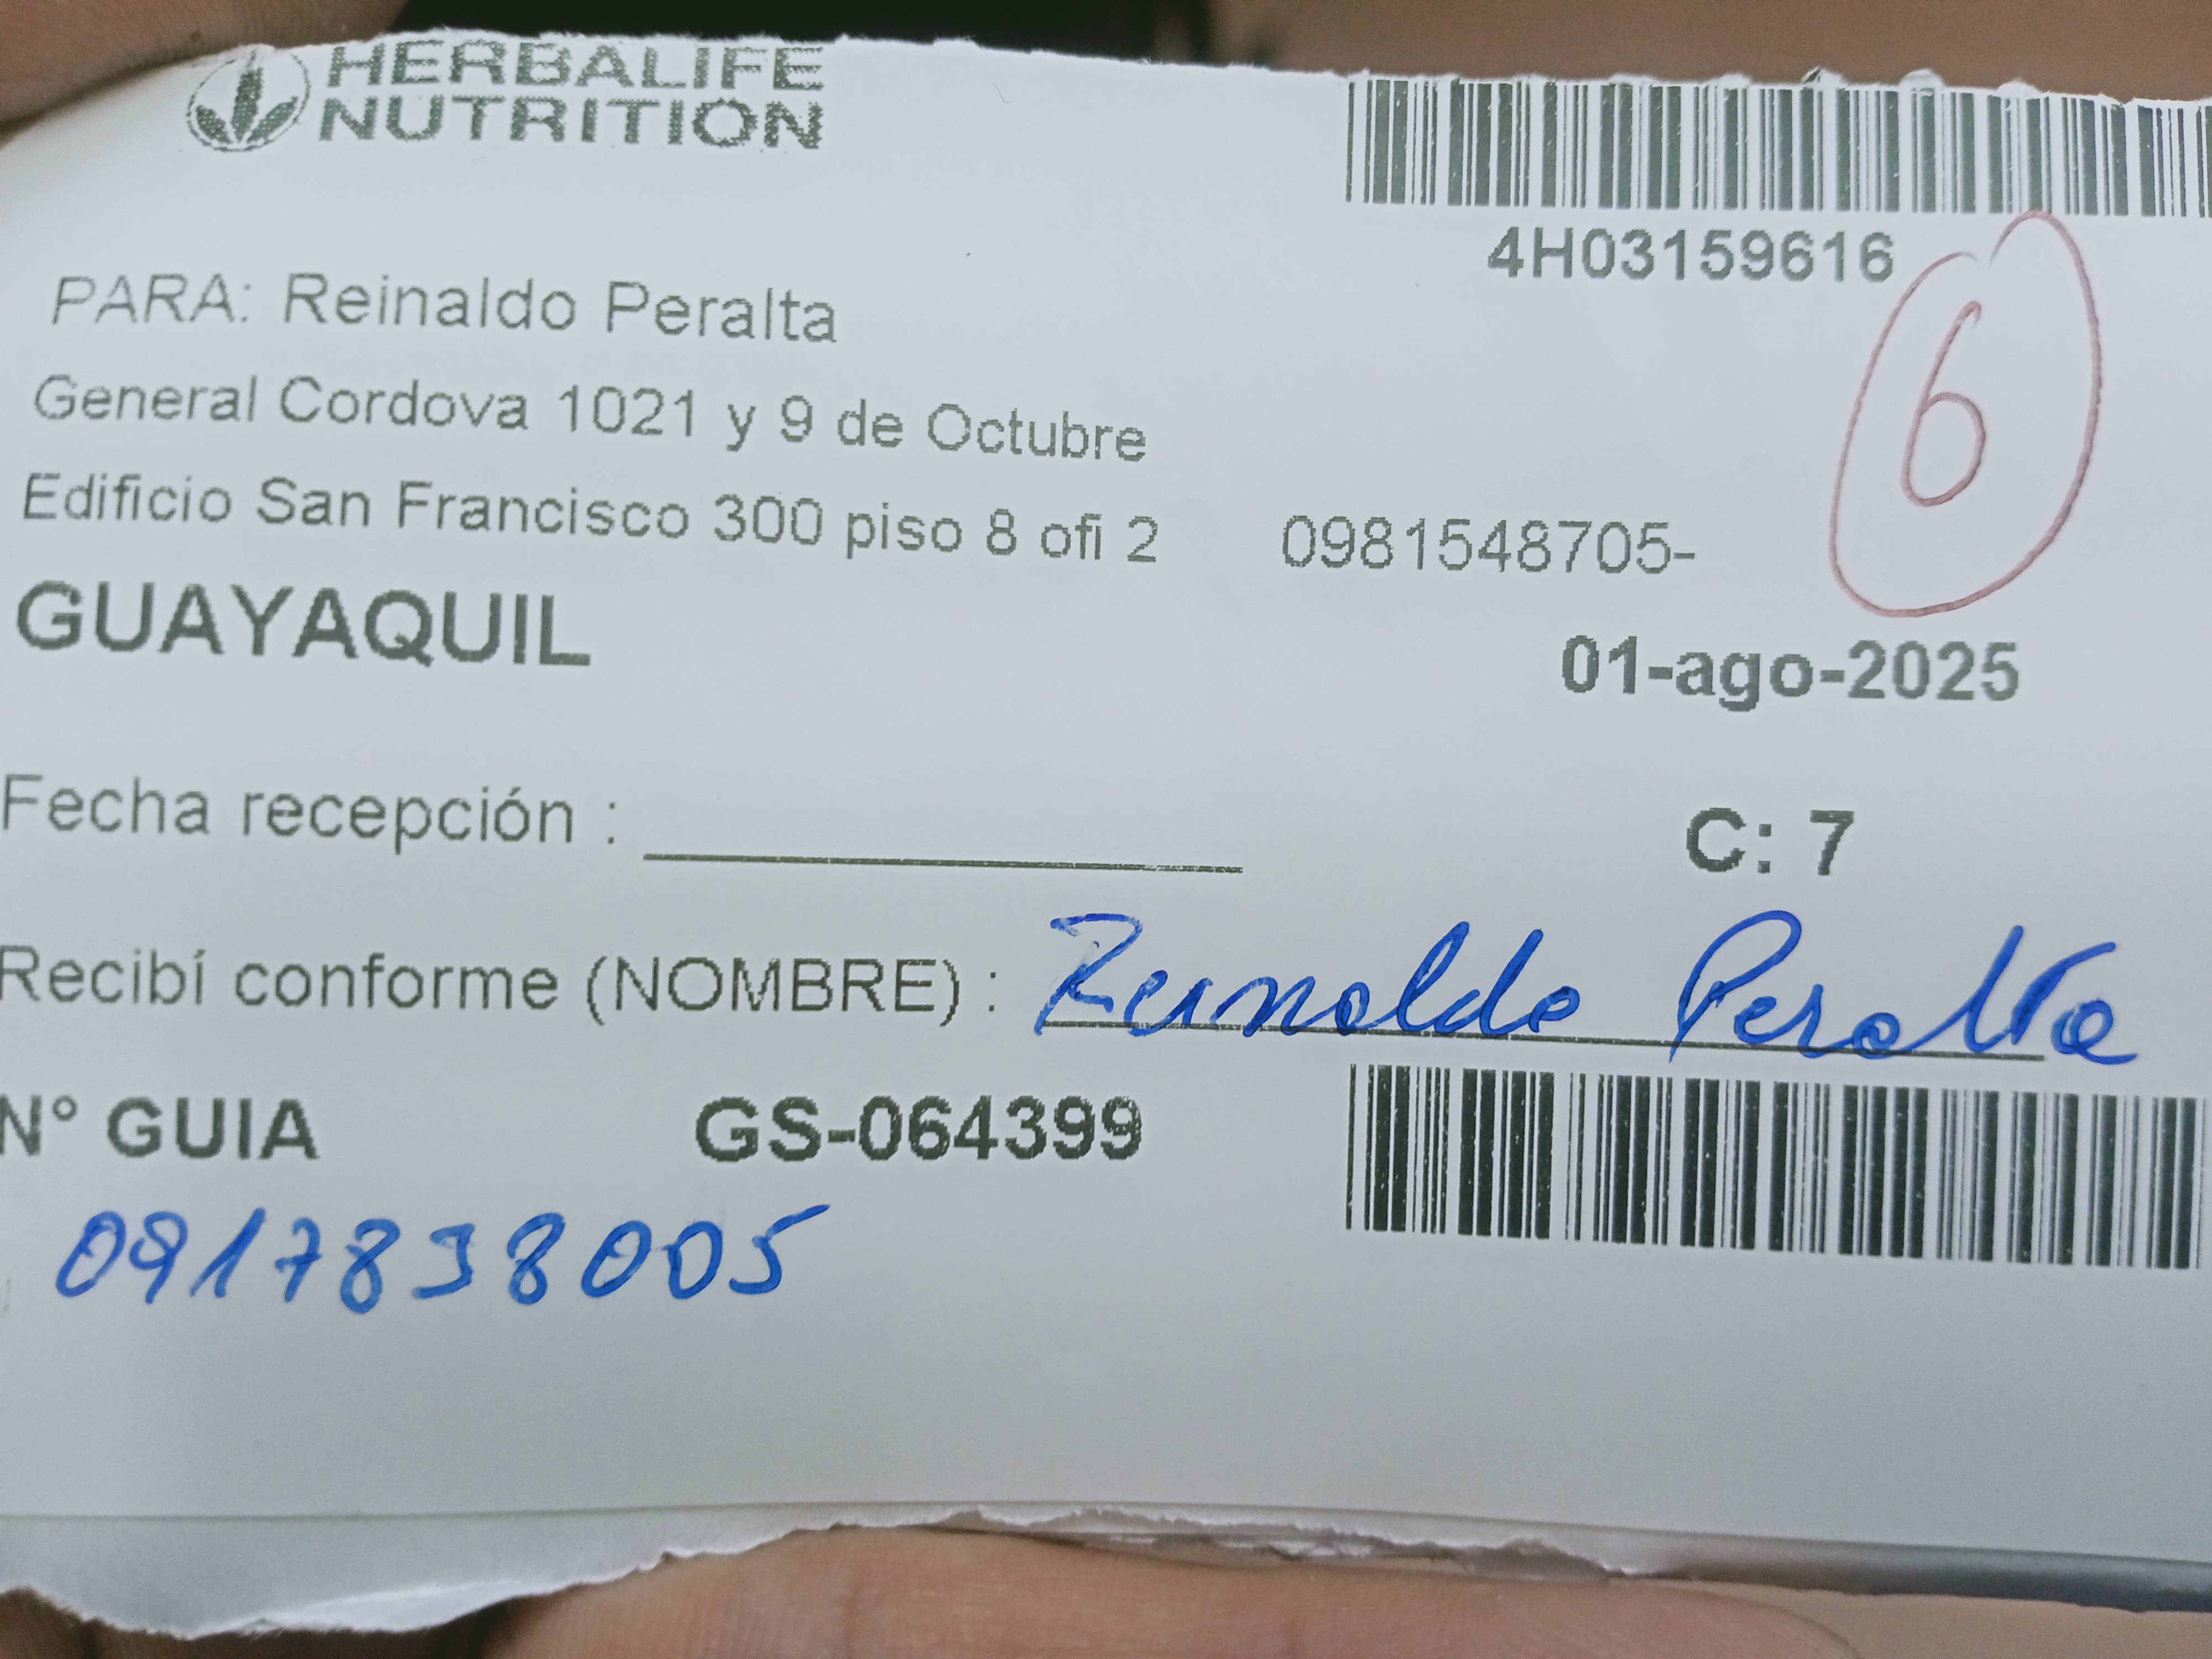 HERBALIFE
NUTRITION
4H03159616
6
PARA: Reinaldo Peralta
General Cordova 1021 y 9 de Octubre
Edificio San Francisco 300 piso 8 ofi 2 0981548705-
GUAYAQUIL
01-ago-2025
Fecha recepción :
C: 7
Recibí conforme (NOMBRE) : Reinaldo Peralta
N° GUIA GS-064399
0917838005